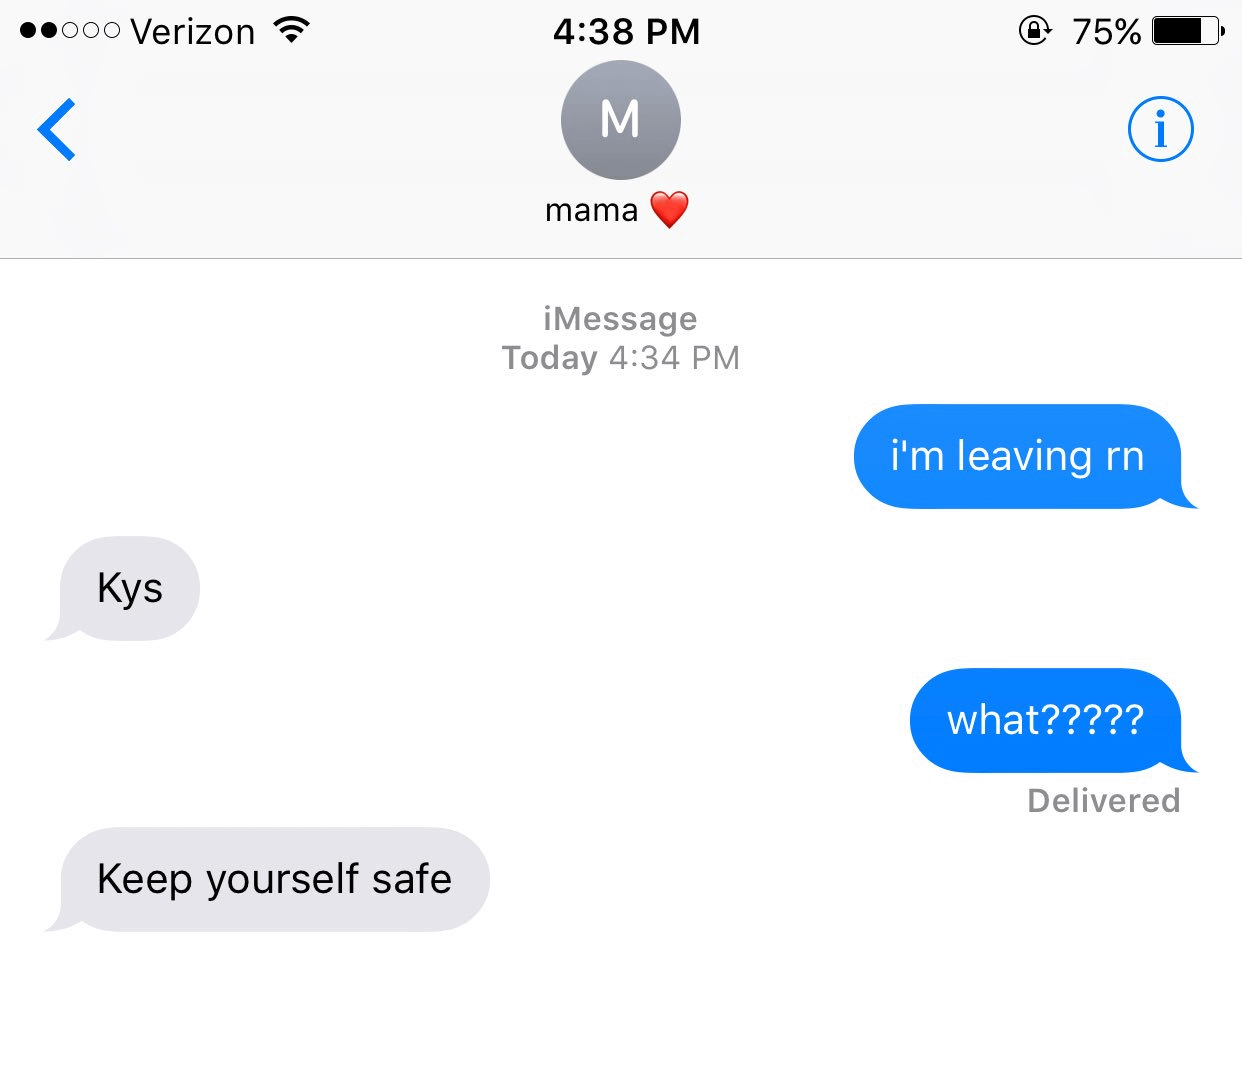 Verizon 4:38 PM 75%
M
mama ❤️
iMessage
Today 4:34 PM
i'm leaving rn
Kys
what?????
Delivered
Keep yourself safe